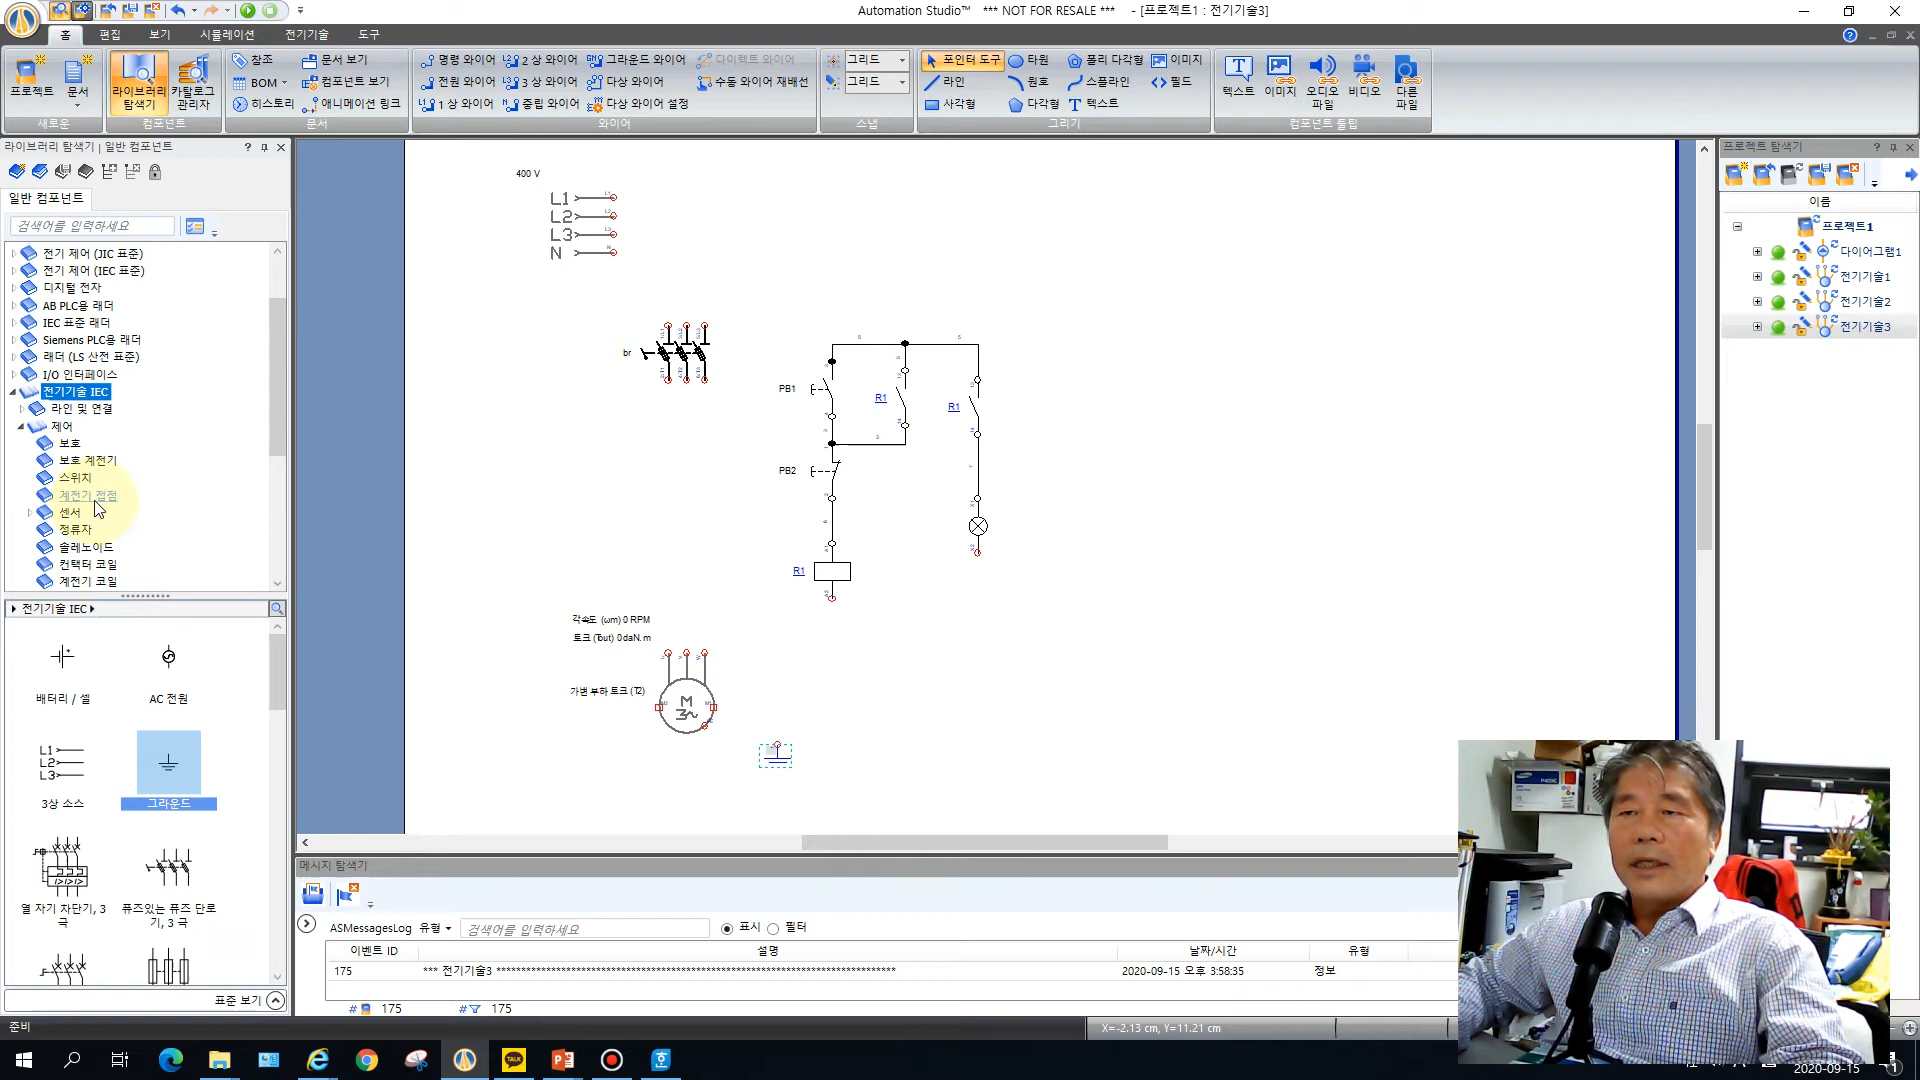 Automation Studio™ *** NOT FOR RESALE *** - [프로젝트1 : 전기기술3]
홈 편집 보기 시뮬레이션 전기기술 도구
프로젝트 문서
새로운
라이브러리 탐색기 카탈로그 관리자
컴포넌트
참조 문서 보기
BOM 컴포넌트 보기
히스토리 애니메이션 링크
문서
명령 와이어 2 상 와이어 그라운드 와이어 다이렉트 와이어
전원 와이어 3 상 와이어 다상 와이어 수동 와이어 재배선
1 상 와이어 중립 와이어 다상 와이어 설정
와이어
그리드
그리드
스냅
포인터 도구 타원 폴리 다각형 이미지
라인 원호 스플라인 필드
사각형 다각형 텍스트
그리기
텍스트 이미지 오디오 파일 비디오 다른 파일
컴포넌트 툴팁
라이브러리 탐색기 | 일반 컴포넌트
일반 컴포넌트
검색어를 입력하세요
전기 제어 (JIC 표준)
전기 제어 (IEC 표준)
디지털 전자
AB PLC용 래더
IEC 표준 래더
Siemens PLC용 래더
래더 (LS 산전 표준)
I/O 인터페이스
전기기술 IEC
라인 및 연결
제어
보호
보호 계전기
스위치
계전기 접점
센서
정류자
솔레노이드
컨택터 코일
계전기 코일
전기기술 IEC
배터리 / 셀
AC 전원
L1
L2
L3
3상 소스
그라운드
열 자기 차단기, 3
극
퓨즈있는 퓨즈 단로
기, 3 극
표준 보기
400 V
L1
L2
L3
N
br
PB1
R1
R1
PB2
R1
각속도 (ωm) 0 RPM
토크 (Tout) 0 daN.m
가변 부하 토크 (T2)
M
3
프로젝트 탐색기
이름
프로젝트1
다이어그램1
전기기술1
전기기술2
전기기술3
메시지 탐색기
ASMessagesLog 유형 검색어를 입력하세요 표시 필터
이벤트 ID 설명 날짜/시간 유형
175 *** 전기기술3 ******************************************************************************** 2020-09-15 오후 3:58:35 정보
# 175 # 175
준비
X=-2.13 cm, Y=11.21 cm
TALK
2020-09-15